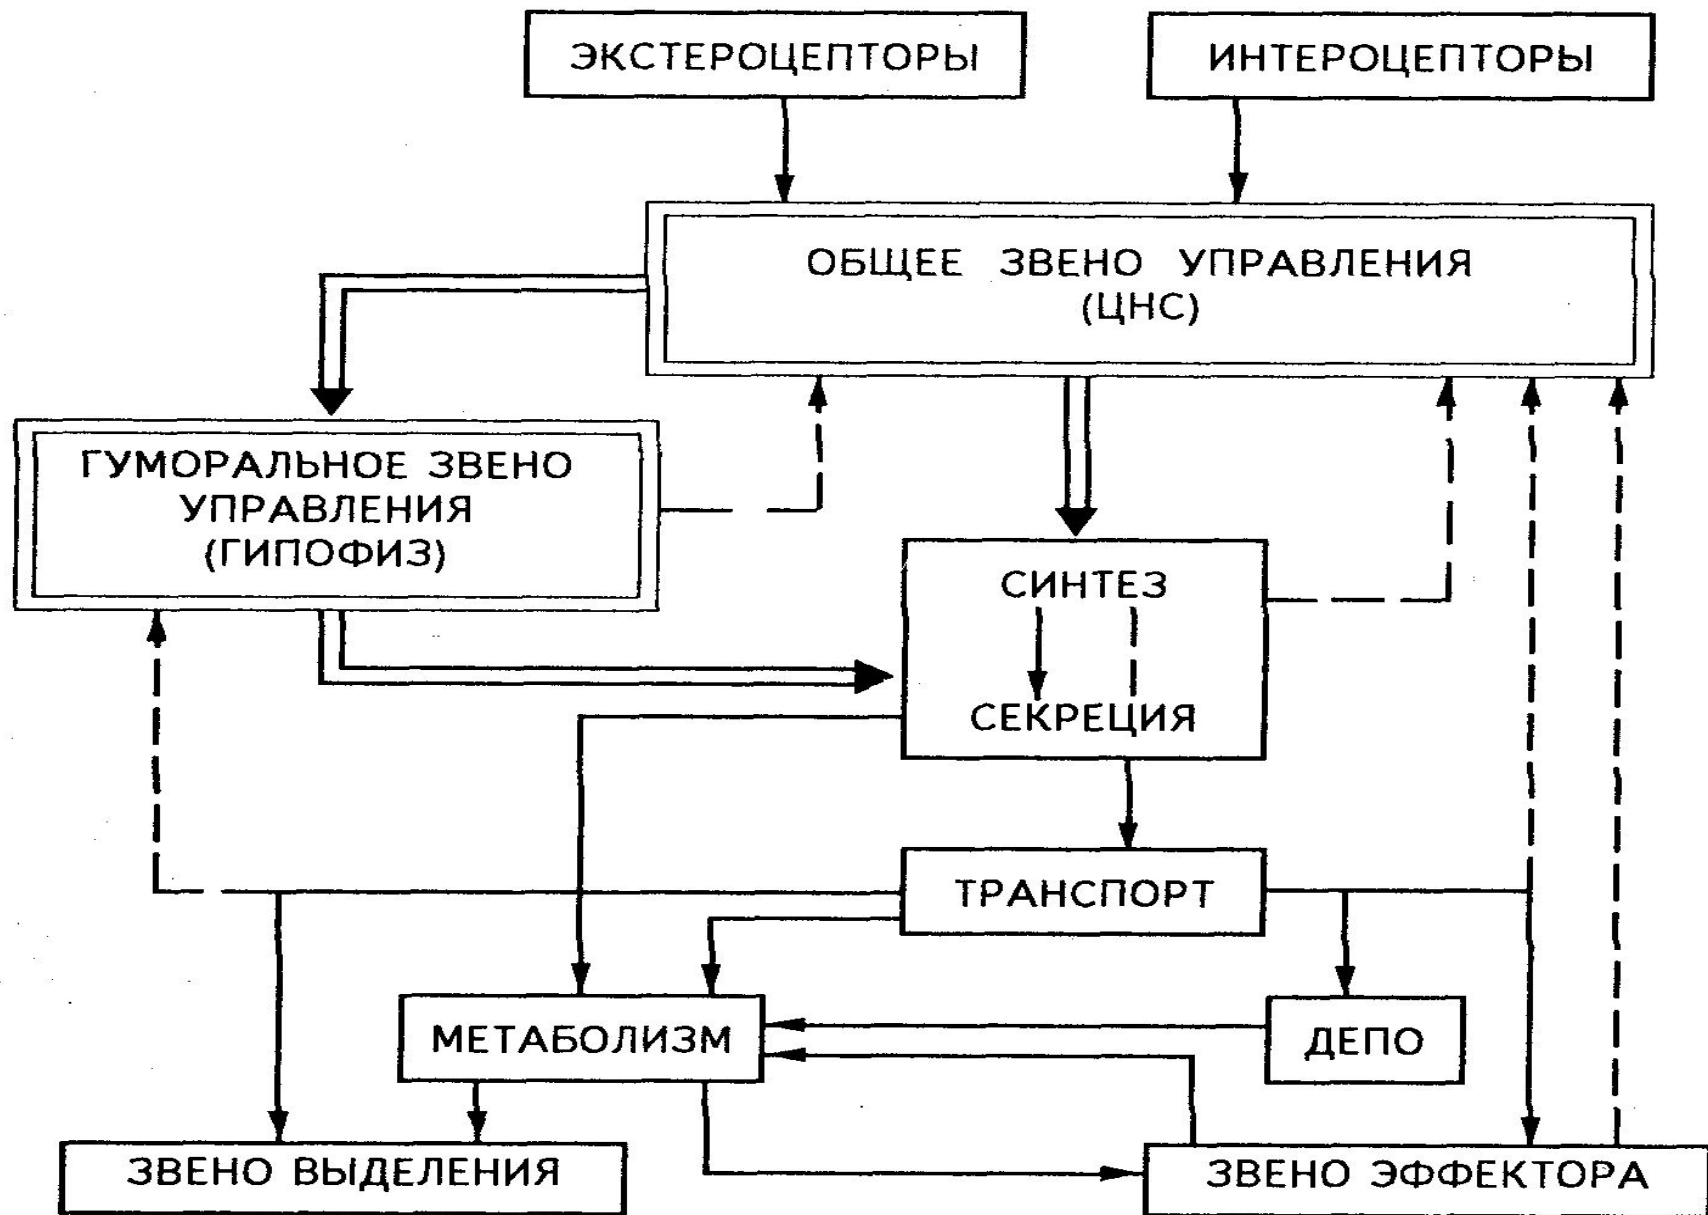 ЭКСТЕРОЦЕПТОРЫ
ИНТЕРОЦЕПТОРЫ
ОБЩЕЕ ЗВЕНО УПРАВЛЕНИЯ
(ЦНС)
ГУМОРАЛЬНОЕ ЗВЕНО
УПРАВЛЕНИЯ
(ГИПОФИЗ)
СИНТЕЗ
СЕКРЕЦИЯ
ТРАНСПОРТ
МЕТАБОЛИЗМ
ДЕПО
ЗВЕНО ВЫДЕЛЕНИЯ
ЗВЕНО ЭФФЕКТОРА